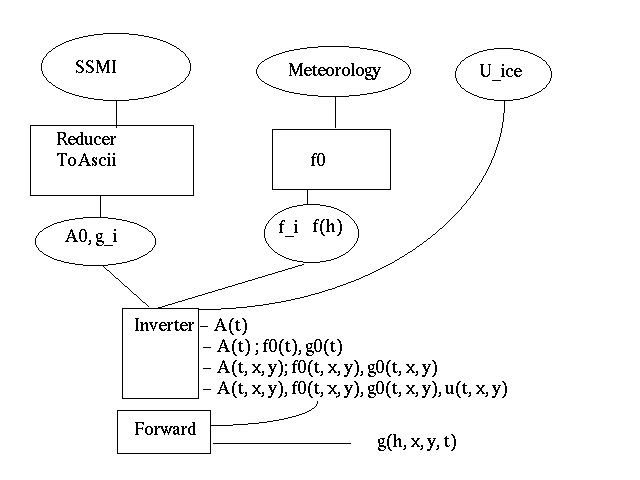 SSMI
Meteorology
U_ice
Reducer
ToAscii
f0
A0, g_i
f_i f(h)
Inverter – A(t)
– A(t) ; f0(t), g0(t)
– A(t, x, y); f0(t, x, y), g0(t, x, y)
– A(t, x, y), f0(t, x, y), g0(t, x, y), u(t, x, y)
Forward
g(h, x, y, t)